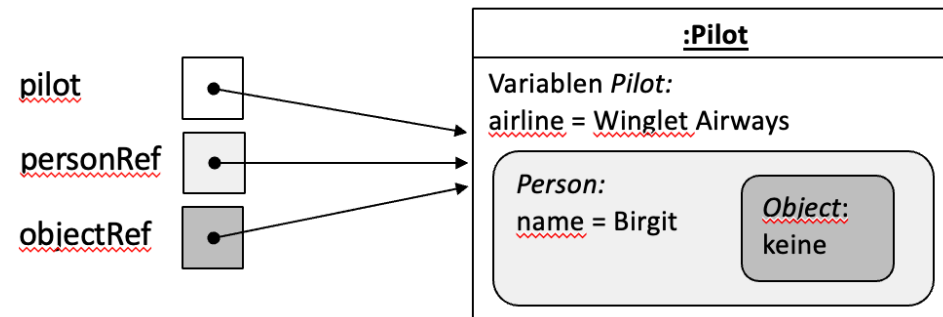 pilot
personRef
objectRef
:Pilot
Variablen Pilot:
airline = Winglet Airways
Person:
name = Birgit
Object:
keine